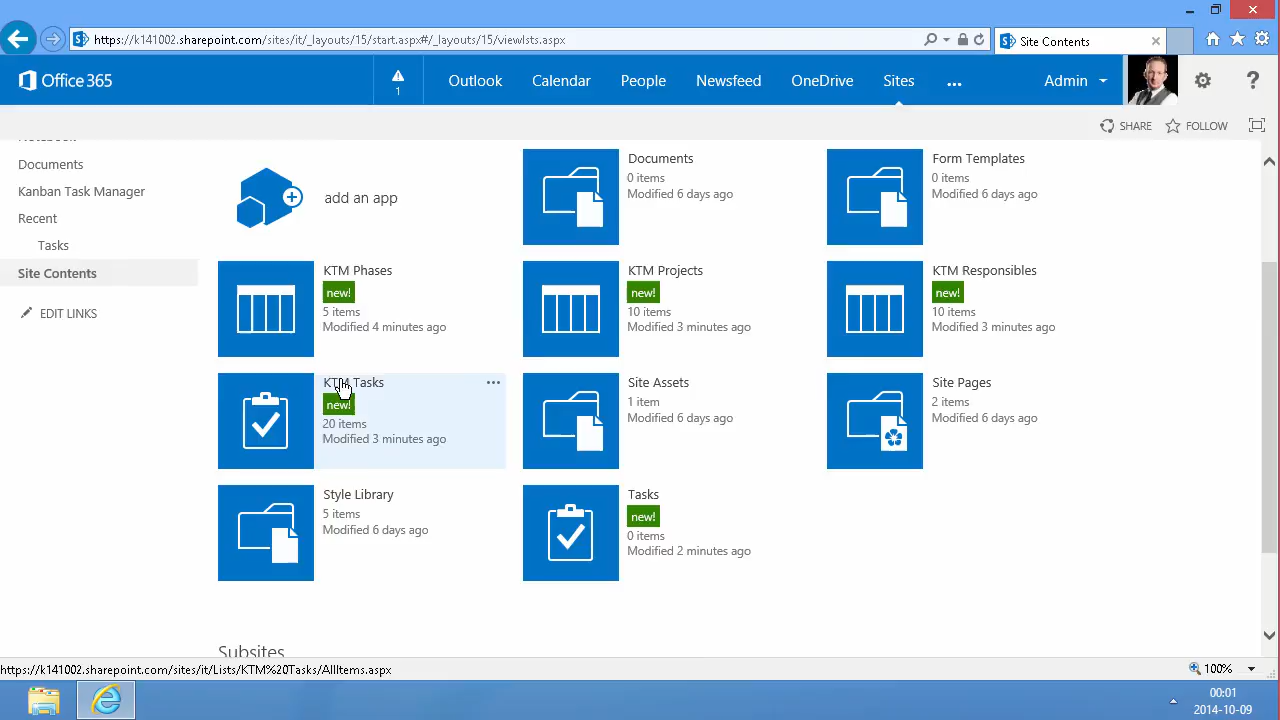 https://k141002.sharepoint.com/sites/it/_layouts/15/start.aspx#/_layouts/15/viewlsts.aspx
Site Contents
Office 365
1
Outlook
Calendar
People
Newsfeed
OneDrive
Sites
...
Admin
?
SHARE
FOLLOW
Documents
Kanban Task Manager
Recent
Tasks
Site Contents
EDIT LINKS
add an app
Documents
0 items
Modified 6 days ago
Form Templates
0 items
Modified 6 days ago
KTM Phases
new!
5 items
Modified 4 minutes ago
KTM Projects
new!
10 items
Modified 3 minutes ago
KTM Responsibles
new!
10 items
Modified 3 minutes ago
KTM Tasks
new!
20 items
Modified 3 minutes ago
Site Assets
1 item
Modified 6 days ago
Site Pages
2 items
Modified 6 days ago
Style Library
5 items
Modified 6 days ago
Tasks
new!
0 items
Modified 2 minutes ago
Subsites
https://k141002.sharepoint.com/sites/it/Lists/KTM%20Tasks/AllItems.aspx
100%
00:01
2014-10-09